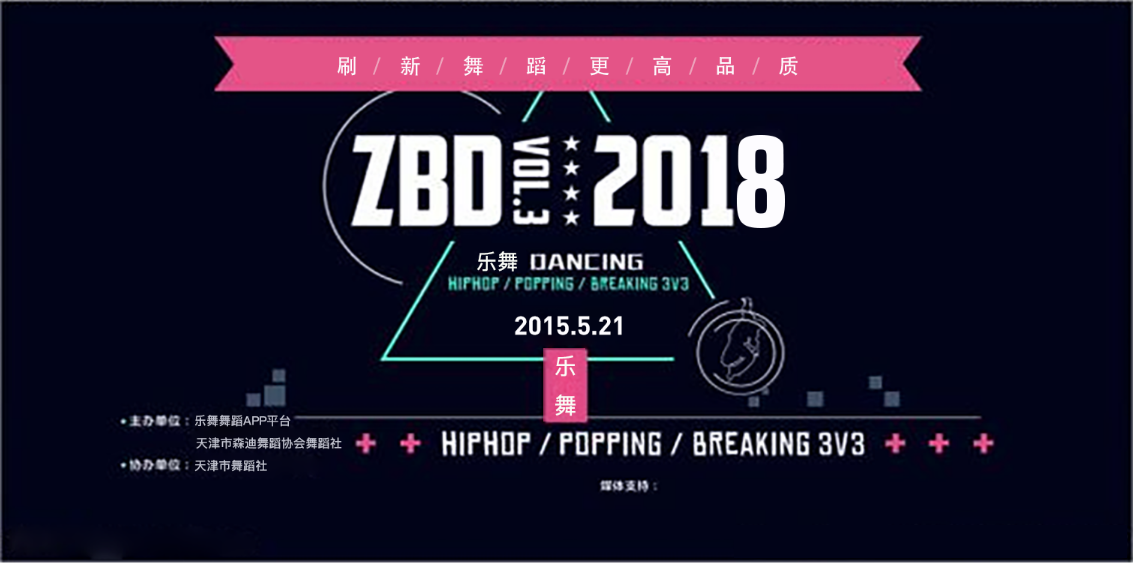 刷 / 新 / 舞 / 蹈 / 更 / 高 / 品 / 质
ZBD VOL.3 2018
乐舞 DANCING
HIPHOP / POPPING / BREAKING 3V3
2015.5.21
乐舞
主办单位：乐舞舞蹈APP平台
天津市森迪舞蹈协会舞蹈社
HIPHOP / POPPING / BREAKING 3V3
协办单位：天津市舞蹈社
媒体支持：